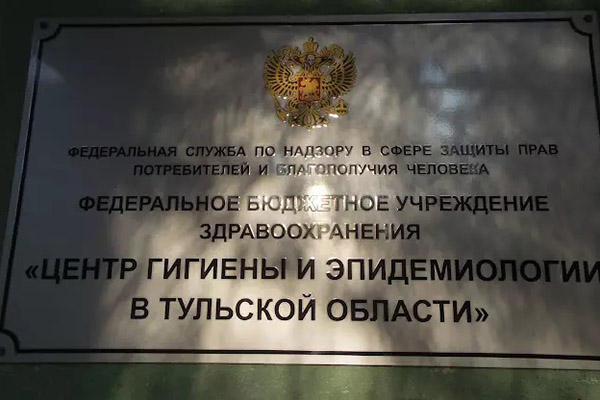 ФЕДЕРАЛЬНАЯ СЛУЖБА ПО НАДЗОРУ В СФЕРЕ ЗАЩИТЫ ПРАВ
ПОТРЕБИТЕЛЕЙ И БЛАГОПОЛУЧИЯ ЧЕЛОВЕКА
ФЕДЕРАЛЬНОЕ БЮДЖЕТНОЕ УЧРЕЖДЕНИЕ
ЗДРАВООХРАНЕНИЯ
«ЦЕНТР ГИГИЕНЫ И ЭПИДЕМИОЛОГИИ
В ТУЛЬСКОЙ ОБЛАСТИ»